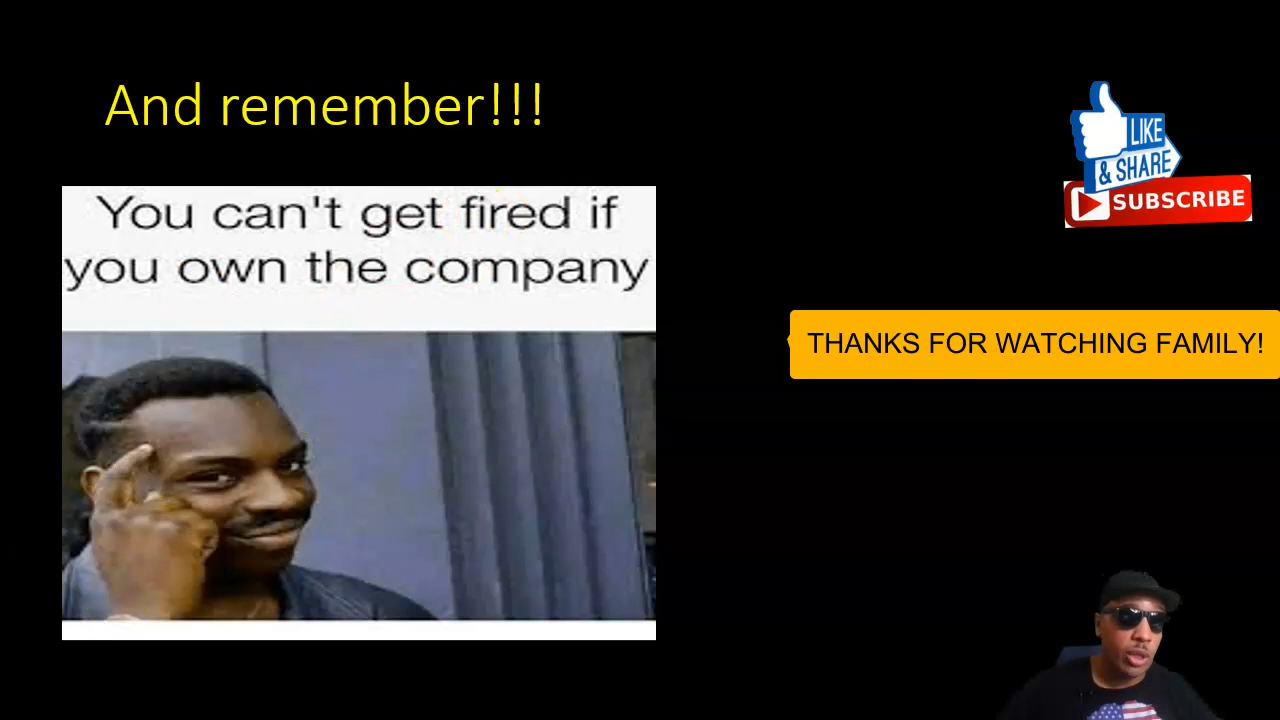 And remember!!!
You can't get fired if
you own the company
LIKE
& SHARE
SUBSCRIBE
THANKS FOR WATCHING FAMILY!